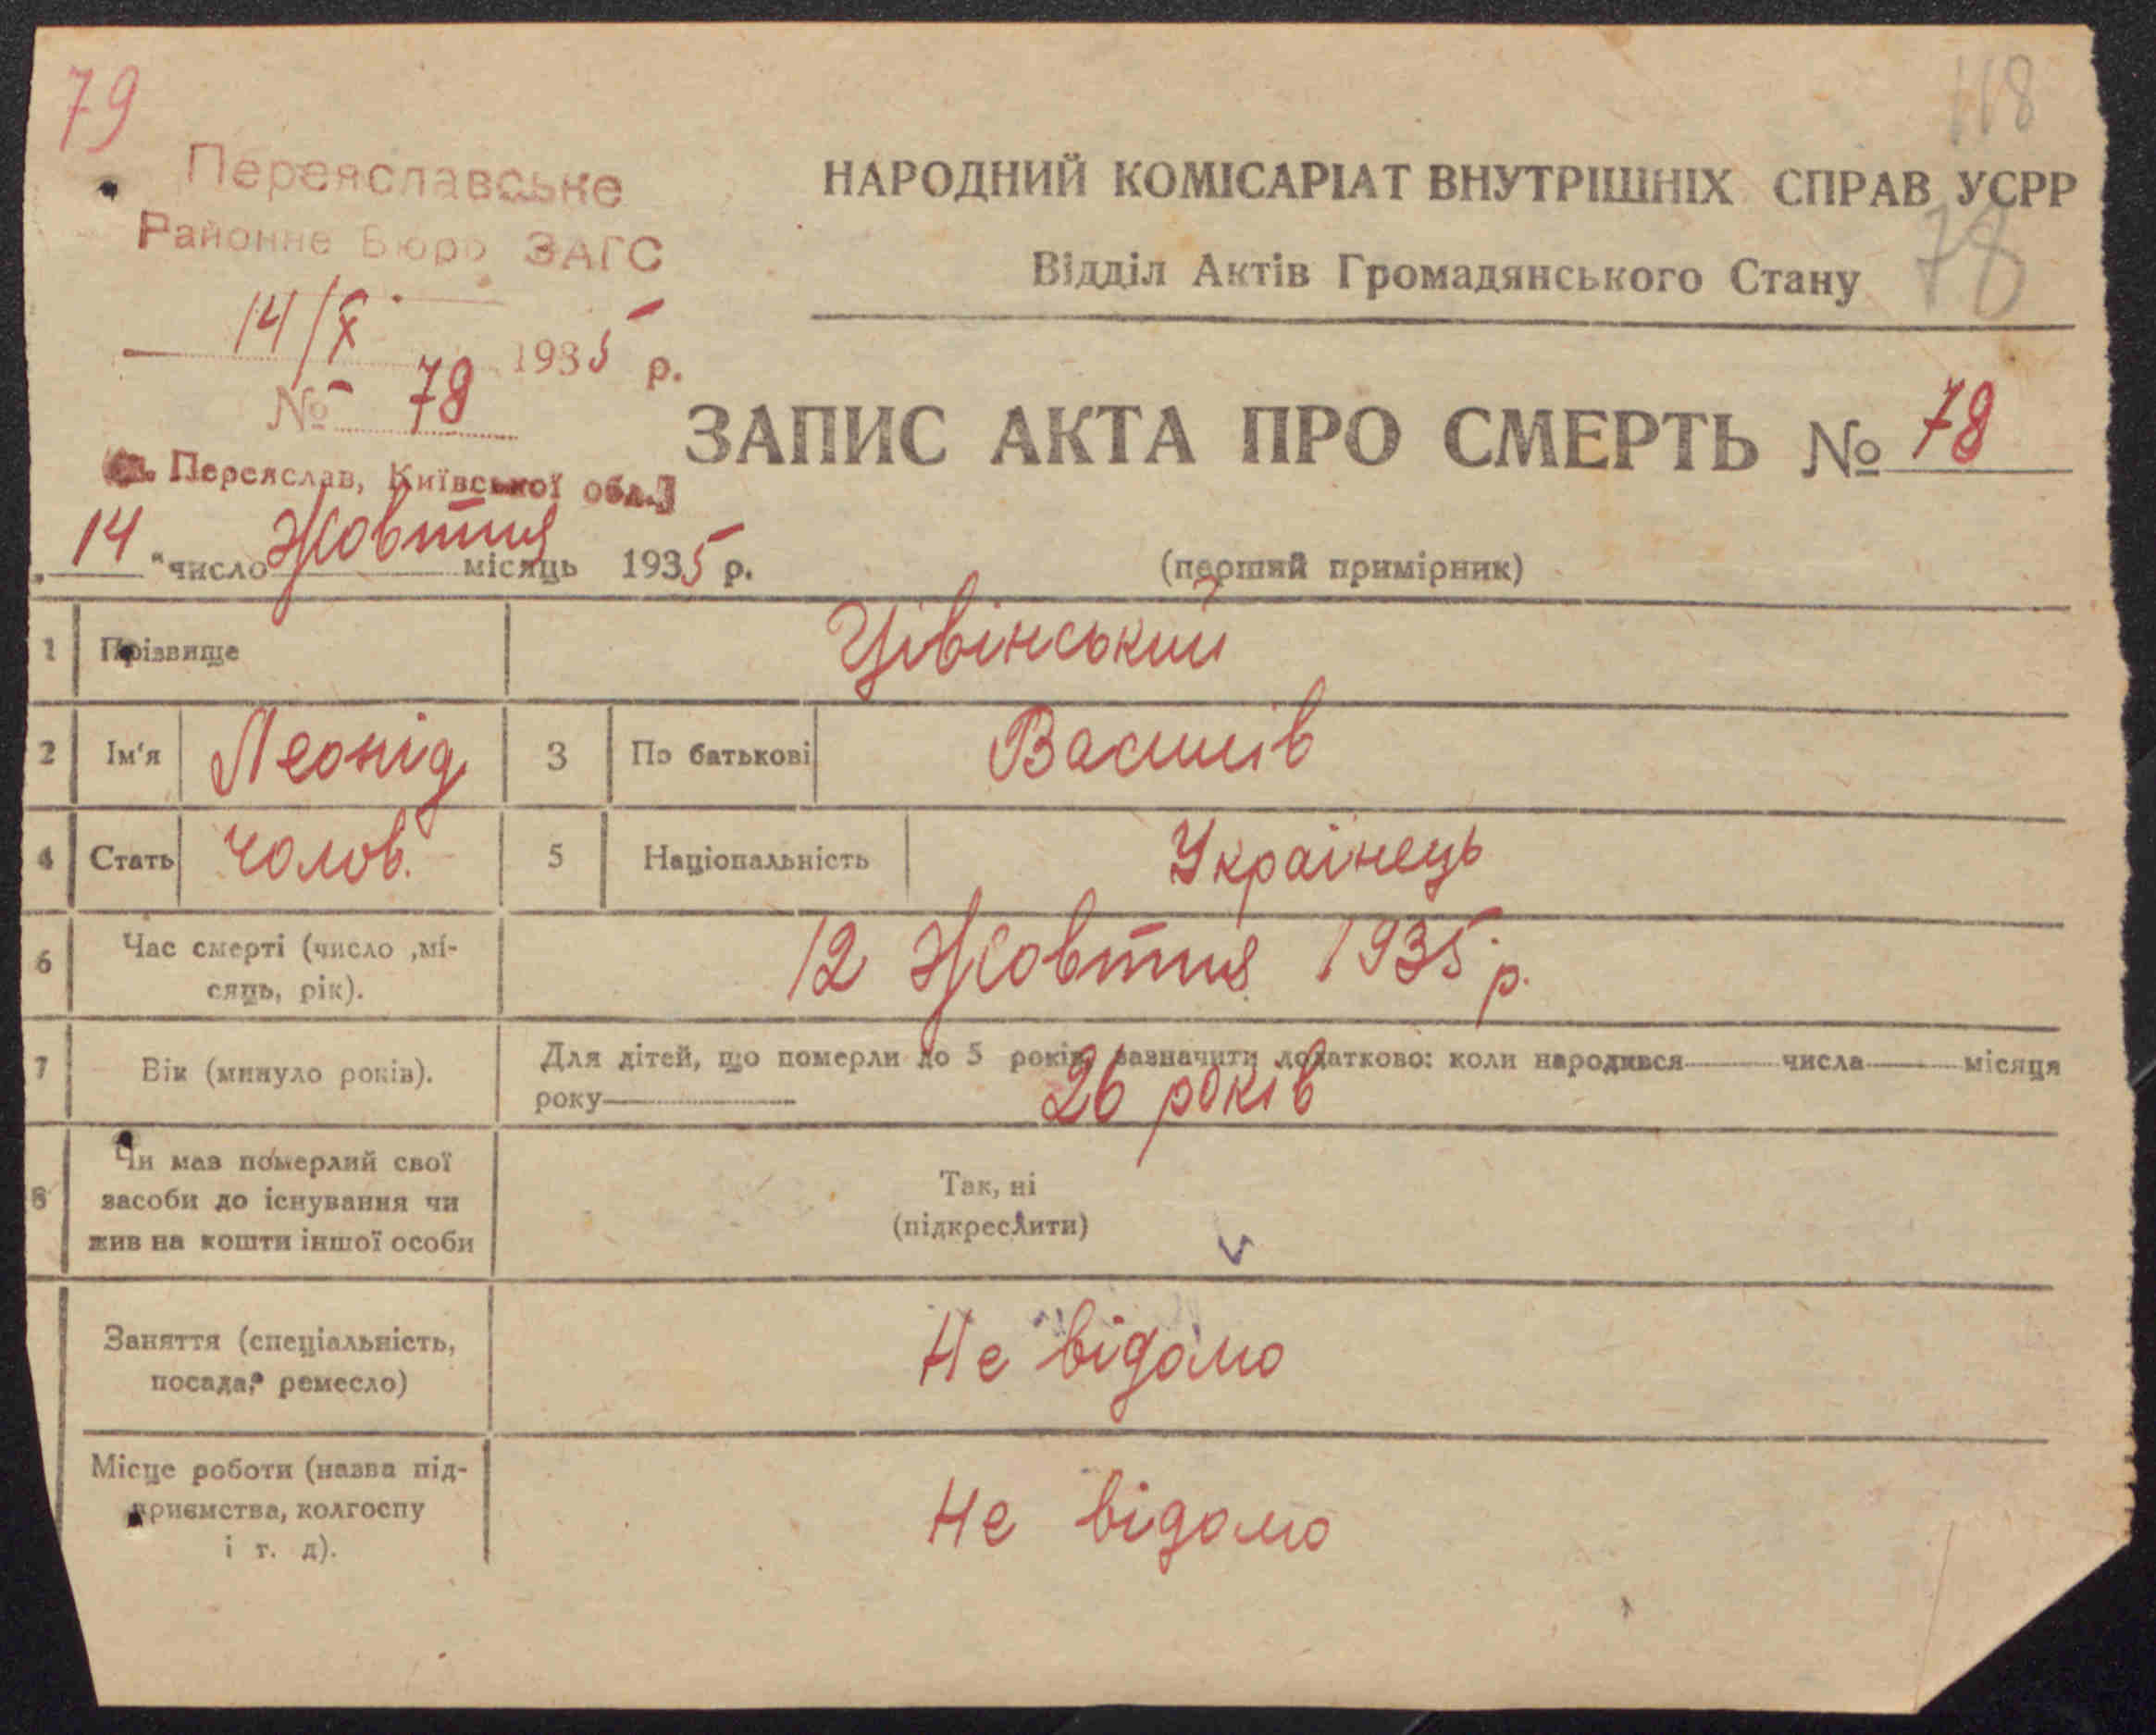 79
118
Переяславське
Районне Бюро ЗАГС
14/X 1935 р.
№ 78
м. Переяслав, Київської обл.
НАРОДНИЙ КОМІСАРІАТ ВНУТРІШНІХ СПРАВ УСРР
78
Відділ Актів Громадянського Стану
ЗАПИС АКТА ПРО СМЕРТЬ № 78
„14" число Жовтня місяць 1935 р.
(перший примірник)
1 Прізвище Цівінський
2 Ім'я Леонід 3 По батькові Василів
4 Стать чолов. 5 Національність Українець
6 Час смерті (число ,мі-
сяць, рік).
12 Жовтня 1935 р.
7 Вік (минуло років).
Для дітей, що померли до 5 років, зазначити додатково: коли народився числа місяця
року 26 років
8 Чи мав померлий свої
засоби до існування чи
жив на кошти іншої особи
Так, ні
(підкреслити)
Заняття (спеціальність,
посада, ремесло)
Не відомо
Місце роботи (назва під-
приємства, колгоспу
і т. д).
Не відомо